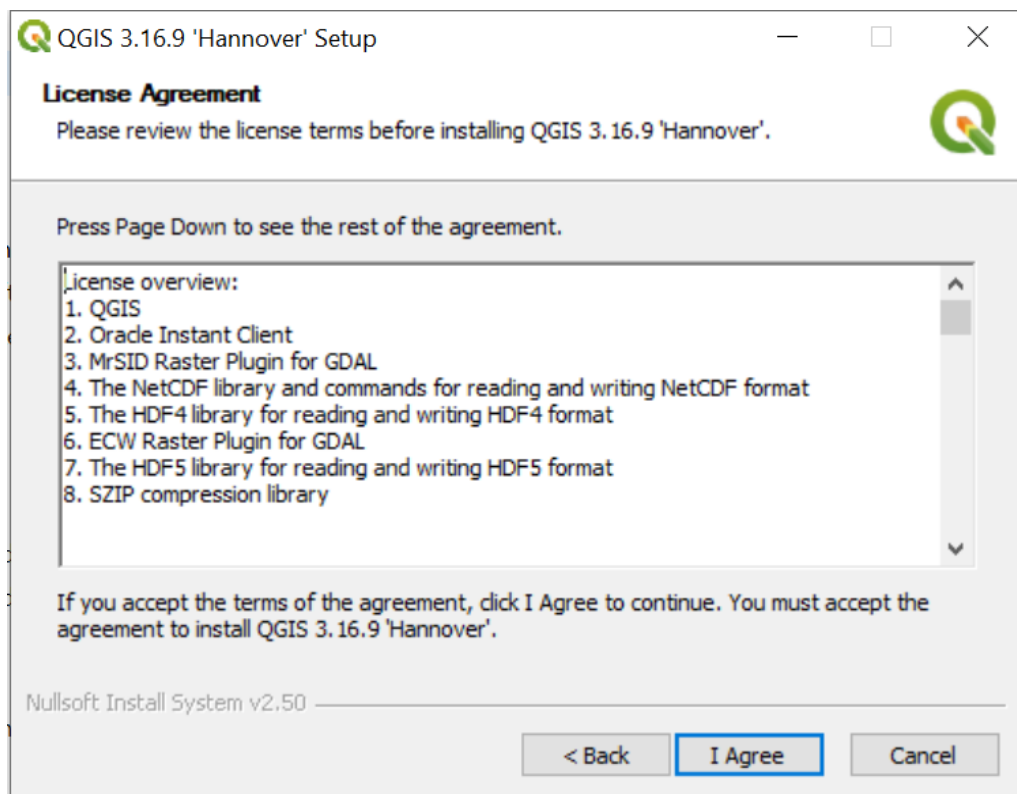 QGIS 3.16.9 'Hannover' Setup
License Agreement
Please review the license terms before installing QGIS 3.16.9 'Hannover'.
Press Page Down to see the rest of the agreement.
License overview:
1. QGIS
2. Oracle Instant Client
3. MrSID Raster Plugin for GDAL
4. The NetCDF library and commands for reading and writing NetCDF format
5. The HDF4 library for reading and writing HDF4 format
6. ECW Raster Plugin for GDAL
7. The HDF5 library for reading and writing HDF5 format
8. SZIP compression library
If you accept the terms of the agreement, click I Agree to continue. You must accept the
agreement to install QGIS 3.16.9 'Hannover'.
Nullsoft Install System v2.50
< Back I Agree Cancel